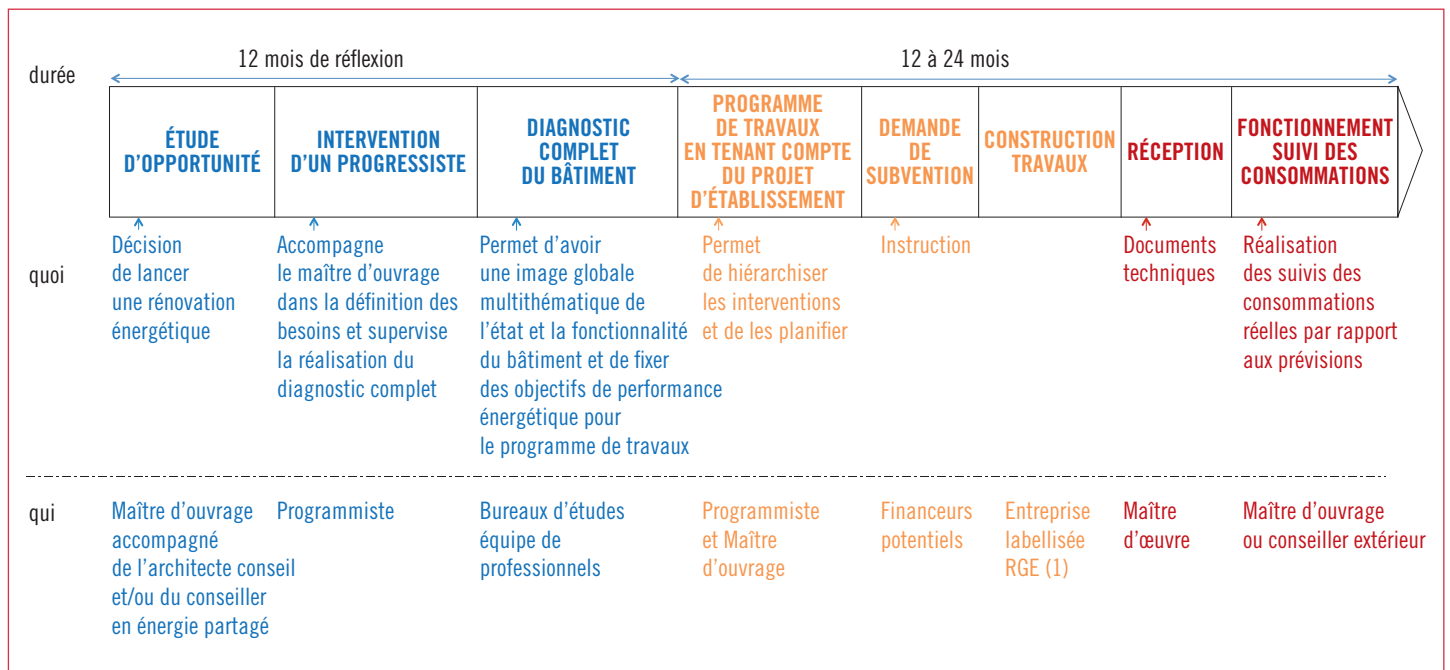 durée
12 mois de réflexion
12 à 24 mois
ÉTUDE
D'OPPORTUNITÉ
INTERVENTION
D'UN PROGRESSISTE
DIAGNOSTIC
COMPLET
DU BÂTIMENT
PROGRAMME
DE TRAVAUX
EN TENANT COMPTE
DU PROJET
D'ÉTABLISSEMENT
DEMANDE
DE
SUBVENTION
CONSTRUCTION
TRAVAUX
RÉCEPTION
FONCTIONNEMENT
SUIVI DES
CONSOMMATIONS
quoi
Décision
de lancer
une rénovation
énergétique
Accompagne
le maître d'ouvrage
dans la définition des
besoins et supervise
la réalisation du
diagnostic complet
Permet d'avoir
une image globale
multithématique de
l'état et la fonctionnalité
du bâtiment et de fixer
des objectifs de performance
énergétique pour
le programme de travaux
Permet
de hiérarchiser
les interventions
et de les planifier
Instruction
Documents
techniques
Réalisation
des suivis des
consommations
réelles par rapport
aux prévisions
qui
Maître d'ouvrage
accompagné
de l'architecte conseil
et/ou du conseiller
en énergie partagé
Programmiste
Bureaux d'études
équipe de
professionnels
Programmiste
et Maître
d'ouvrage
Financeurs
potentiels
Entreprise
labellisée
RGE (1)
Maître
d'œuvre
Maître d'ouvrage
ou conseiller extérieur